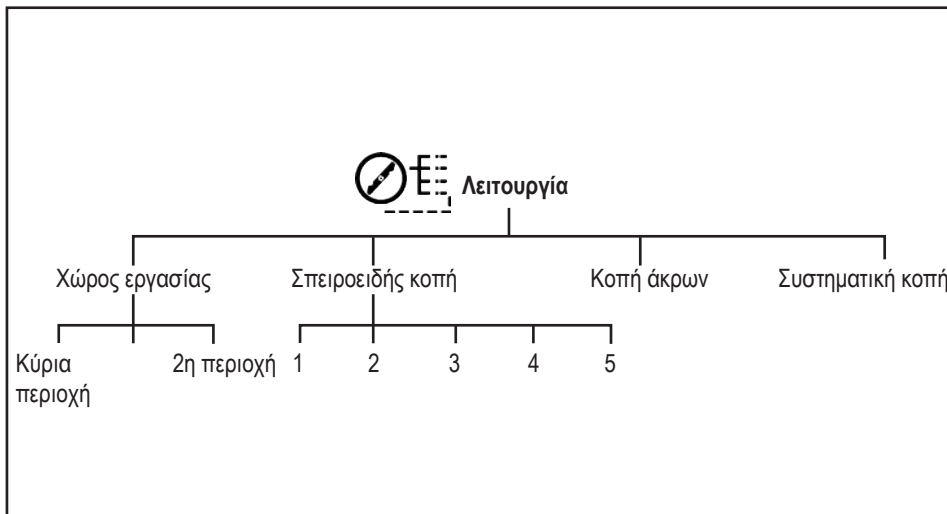 Λειτουργία
Χώρος εργασίας Σπειροειδής κοπή Κοπή άκρων Συστηματική κοπή
Κύρια περιοχή 2η περιοχή 1 2 3 4 5